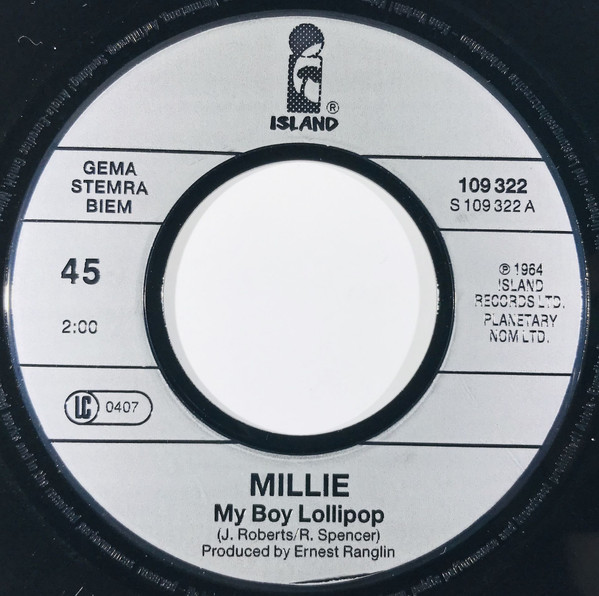 ®
ISLAND
GEMA
STEMRA
BIEM
109 322
S 109 322 A
45
2:00
℗ 1964
ISLAND
RECORDS LTD.
PLANETARY
NOM LTD.
LC 0407
MILLIE
My Boy Lollipop
(J. Roberts/R. Spencer)
Produced by Ernest Ranglin